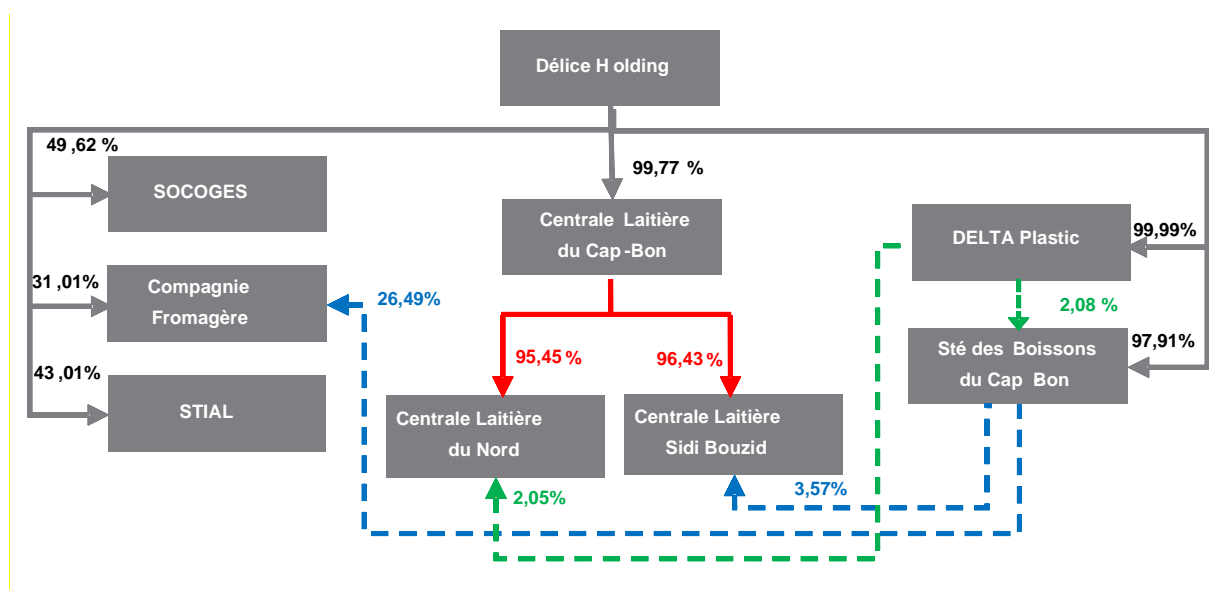 Délice H olding
49 ,62 %
99,77 %
SOCOGES
Centrale Laitière
du Cap -Bon
DELTA Plastic
99,99%
31 ,01%
Compagnie
Fromagère
26,49%
2,08 %
97,91%
Sté des Boissons
du Cap Bon
95,45 %
96,43 %
43 ,01%
STIAL
Centrale Laitière
du Nord
Centrale Laitière
Sidi Bouzid
2,05%
3,57%